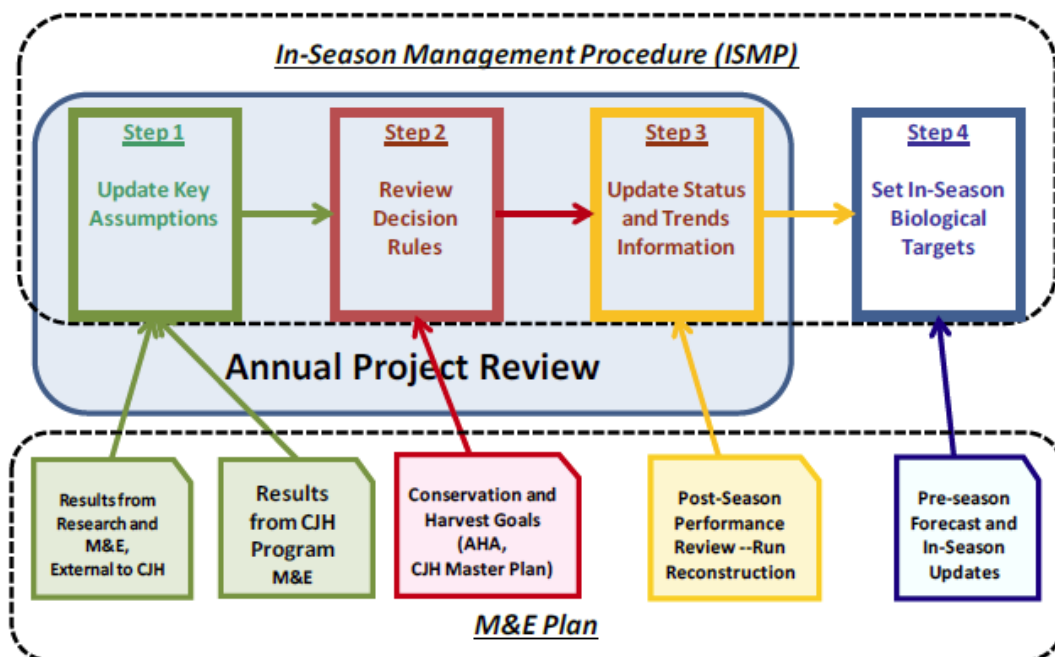 In-Season Management Procedure (ISMP)
Step 1
Update Key
Assumptions
Step 2
Review
Decision
Rules
Step 3
Update Status
and Trends
Information
Step 4
Set In-Season
Biological
Targets
Annual Project Review
Results from
Research and
M&E,
External to CJH
Results
from CJH
Program
M&E
Conservation and
Harvest Goals
(AHA,
CJH Master Plan)
Post-Season
Performance
Review --Run
Reconstruction
Pre-season
Forecast and
In-Season
Updates
M&E Plan